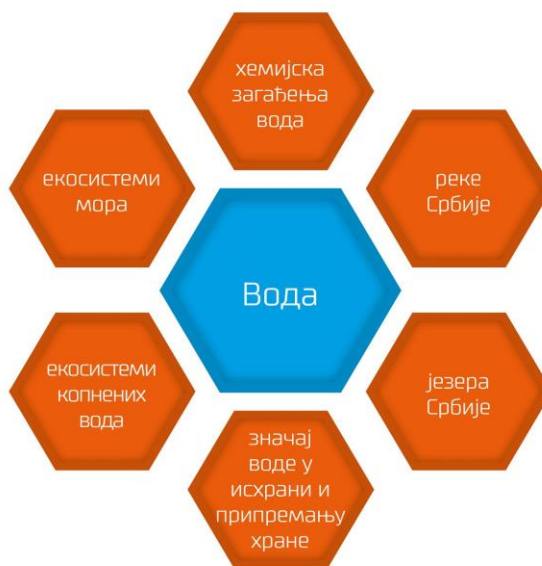 хемијска
загађења
вода
екосистеми
мора
реке
Србије
Вода
екосистеми
копнених
вода
језера
Србије
значај
воде у
исхрани и
припремању
хране